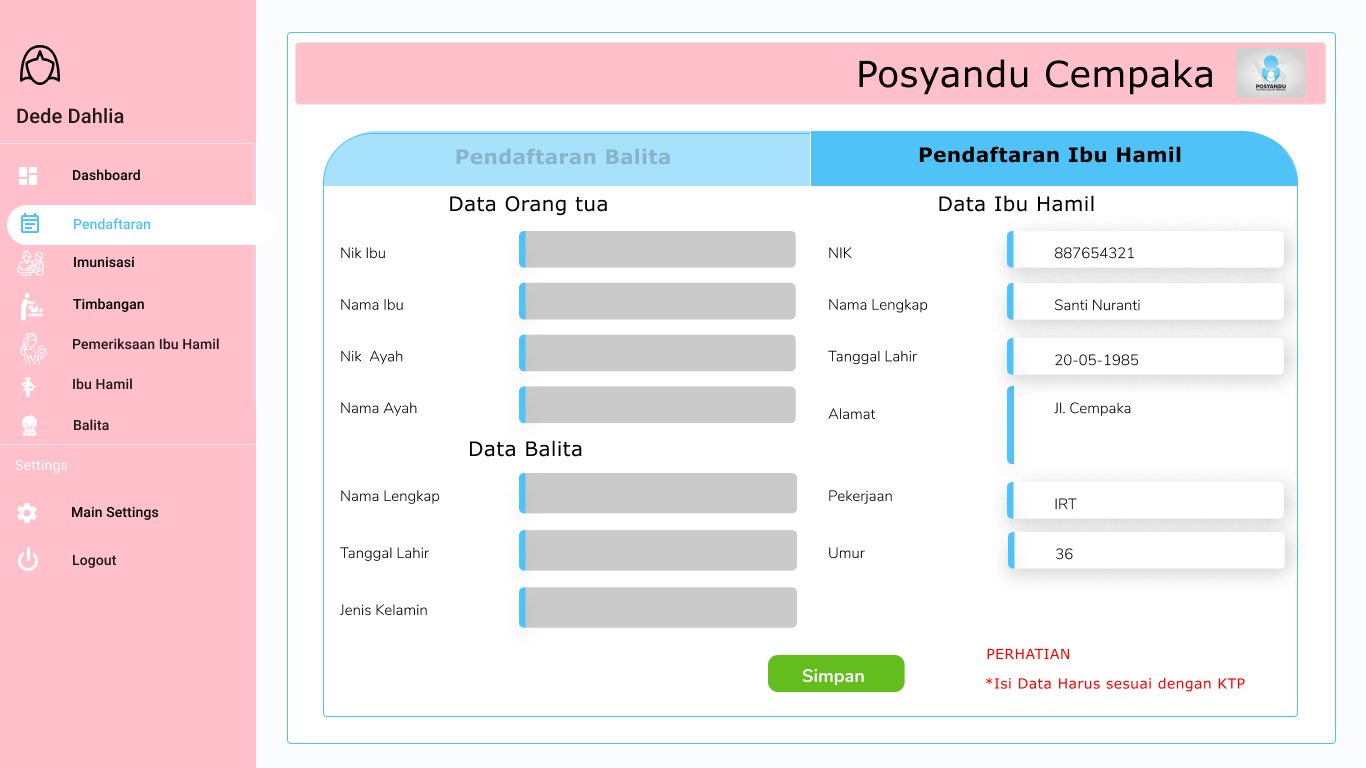 Dede Dahlia
Dashboard
Pendaftaran
Imunisasi
Timbangan
Pemeriksaan Ibu Hamil
Ibu Hamil
Balita
Settings
Main Settings
Logout
Posyandu Cempaka
POSYANDU
Pendaftaran Balita
Pendaftaran Ibu Hamil
Data Orang tua
Nik Ibu
Nama Ibu
Nik Ayah
Nama Ayah
Data Balita
Nama Lengkap
Tanggal Lahir
Jenis Kelamin
Data Ibu Hamil
NIK 887654321
Nama Lengkap Santi Nuranti
Tanggal Lahir 20-05-1985
Alamat Jl. Cempaka
Pekerjaan IRT
Umur 36
Simpan
PERHATIAN
*Isi Data Harus sesuai dengan KTP